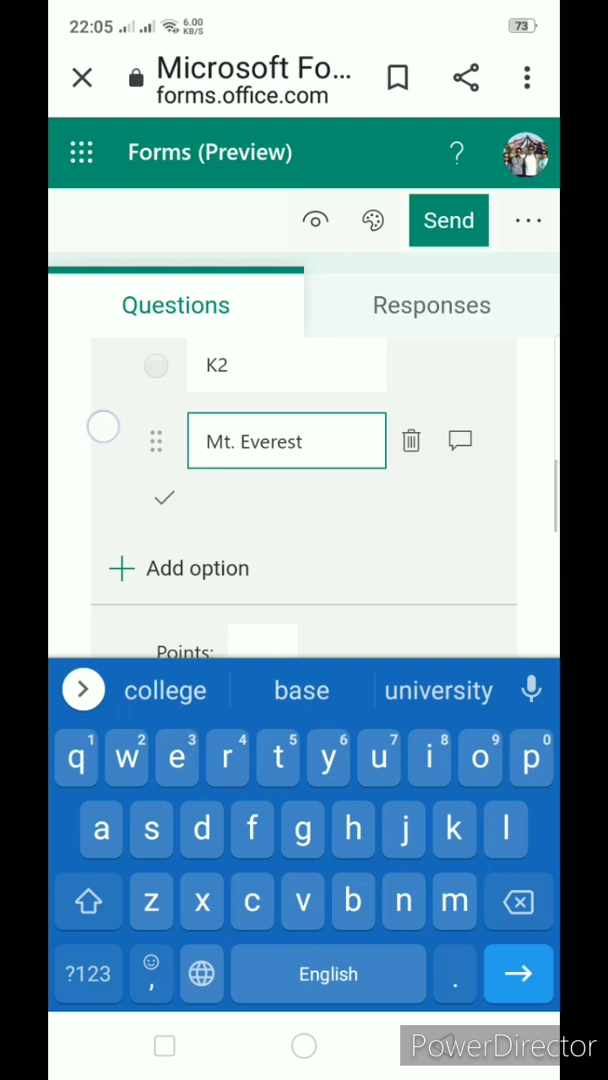 22:05 6.00 KB/S 73
Microsoft Fo...
forms.office.com
Forms (Preview) ?
Send
Questions Responses
K2
Mt. Everest
Add option
Points:
college base university
q1 w2 e3 r4 t5 y6 u7 i8 o9 p0
a s d f g h j k l
z x c v b n m
?123 , English .
PowerDirector